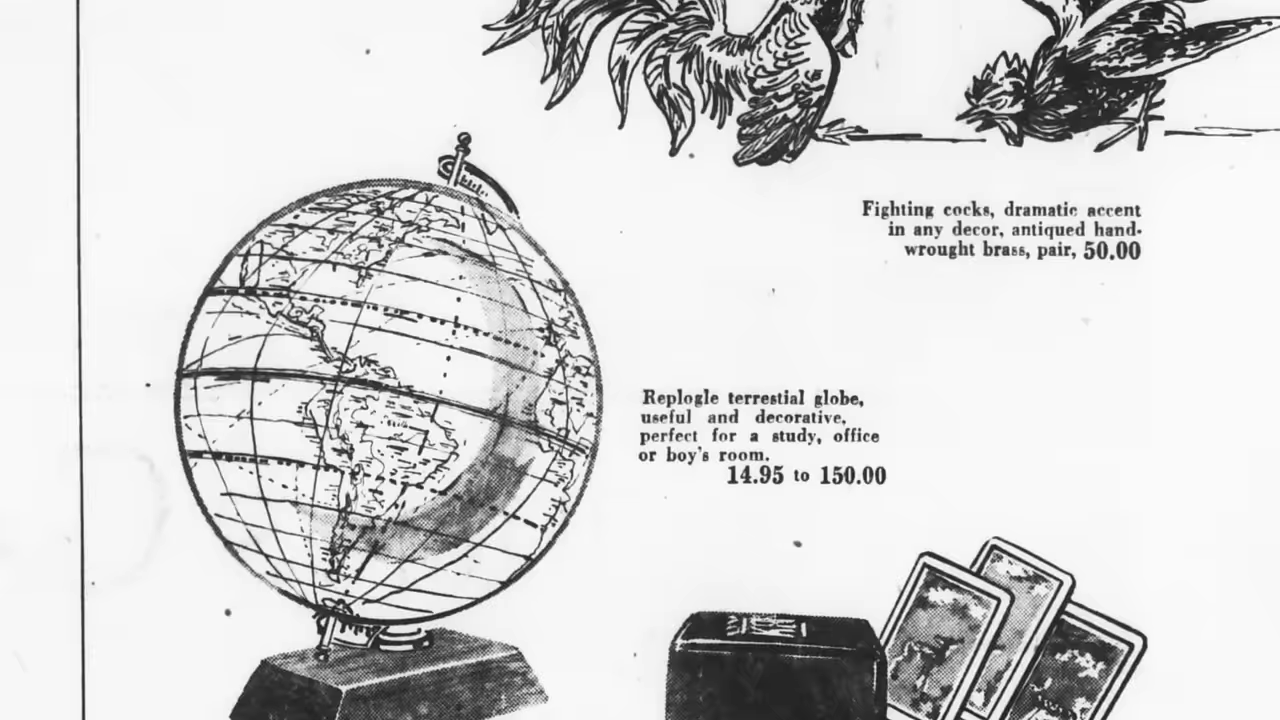 Fighting cocks, dramatic accent
in any decor, antiqued hand-
wrought brass, pair, 50.00
Replogle terrestial globe,
useful and decorative,
perfect for a study, office
or boy's room.
14.95 to 150.00